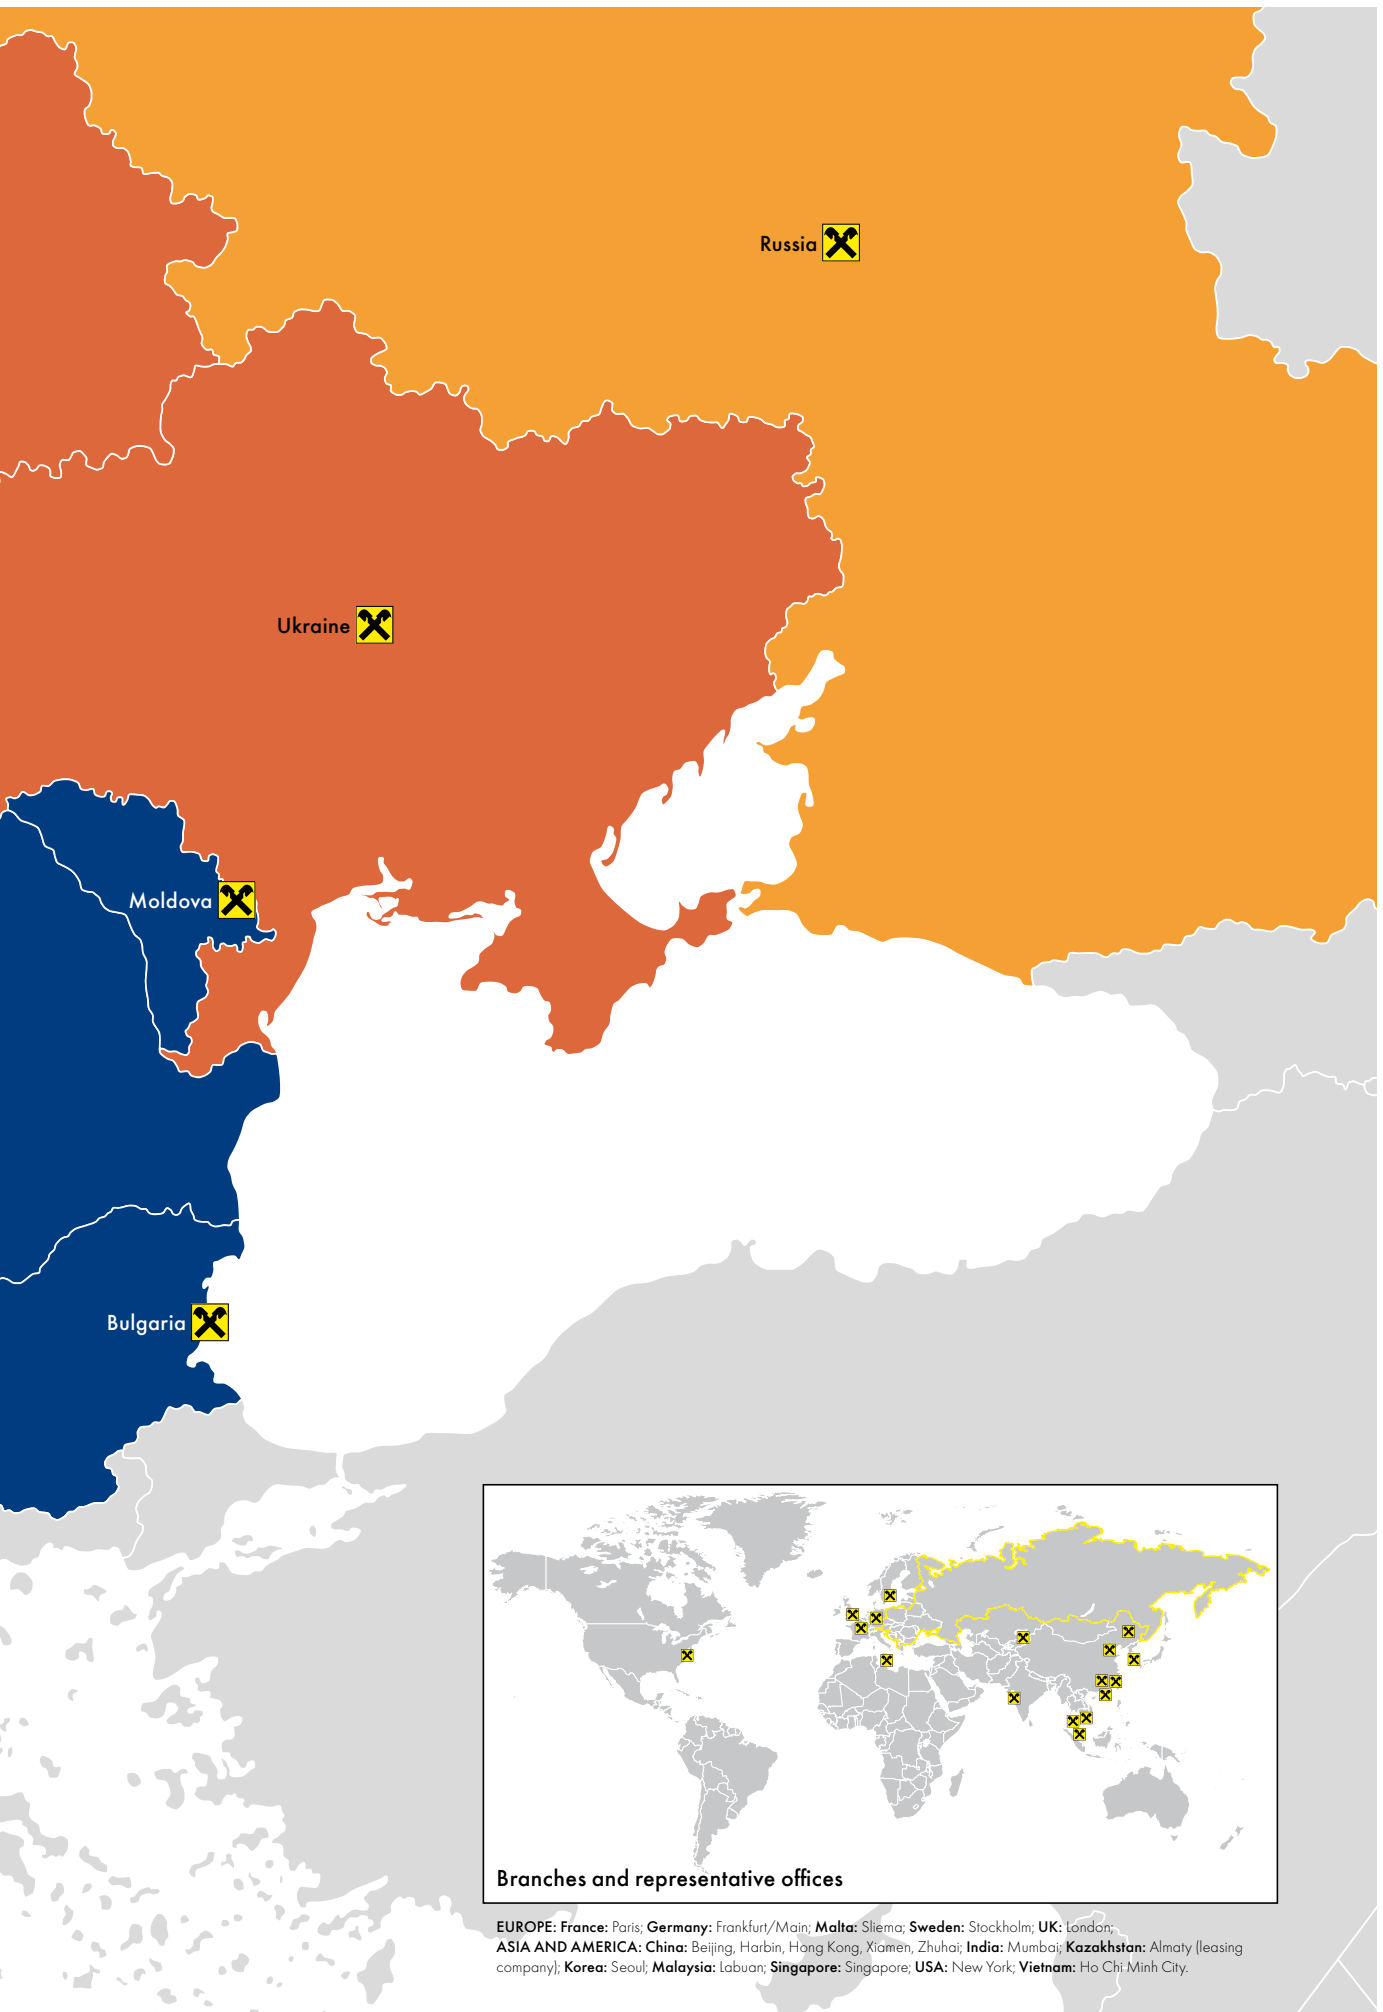 Russia
Ukraine
Moldova
Bulgaria
Branches and representative offices
EUROPE: France: Paris; Germany: Frankfurt/Main; Malta: Sliema; Sweden: Stockholm; UK: London;
ASIA AND AMERICA: China: Beijing, Harbin, Hong Kong, Xiamen, Zhuhai; India: Mumbai; Kazakhstan: Almaty (leasing
company); Korea: Seoul; Malaysia: Labuan; Singapore: Singapore; USA: New York; Vietnam: Ho Chi Minh City.